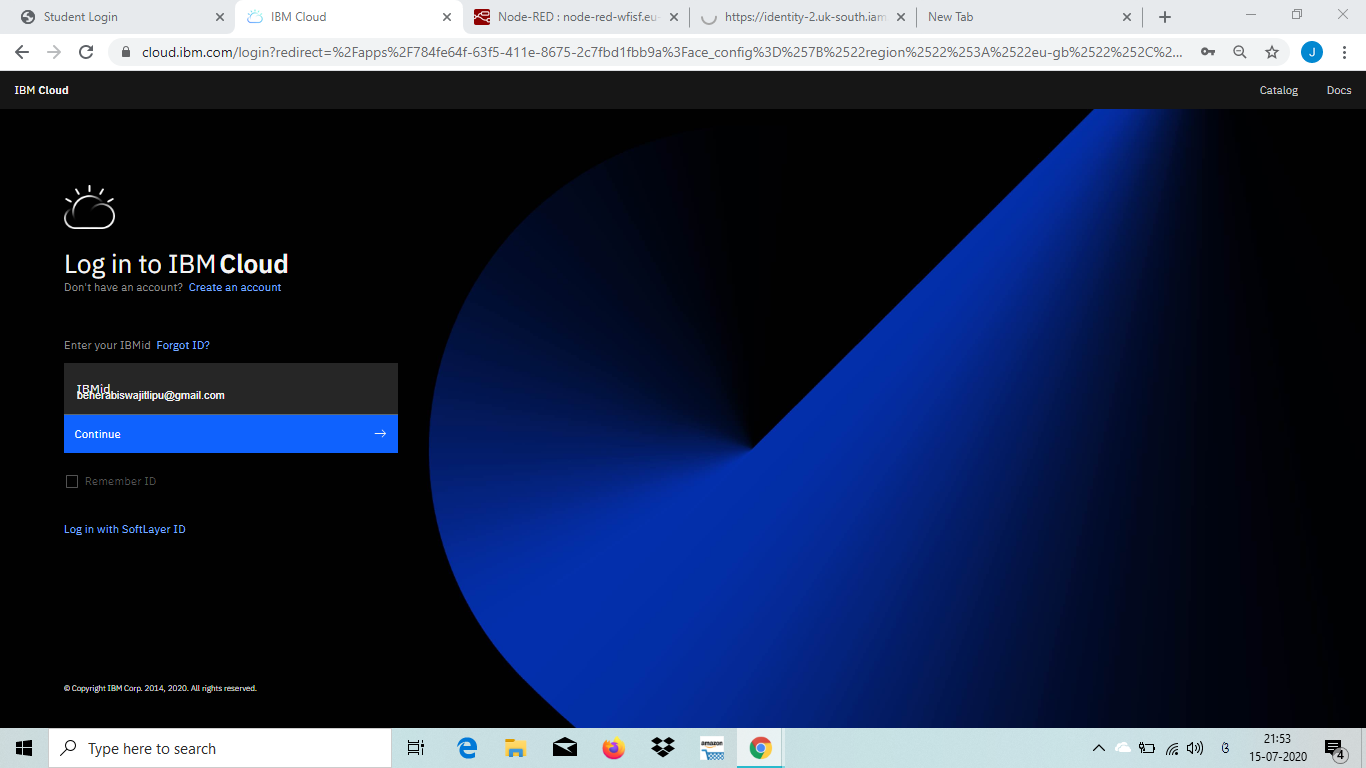 Student Login
IBM Cloud
Node-RED : node-red-wfisf.eu-
https://identity-2.uk-south.iam
New Tab
cloud.ibm.com/login?redirect=%2Fapps%2F784fe64f-63f5-411e-8675-2c7fbd1fbb9a%3Face_config%3D%257B%2522region%2522%253A%2522eu-gb%2522%252C%2...
J
IBM Cloud
Catalog
Docs
Log in to IBM Cloud
Don't have an account? Create an account
Enter your IBMid Forgot ID?
IBMid
beherabiswajitlipu@gmail.com
Continue
Remember ID
Log in with SoftLayer ID
© Copyright IBM Corp. 2014, 2020. All rights reserved.
Type here to search
amazon
21:53
15-07-2020
4